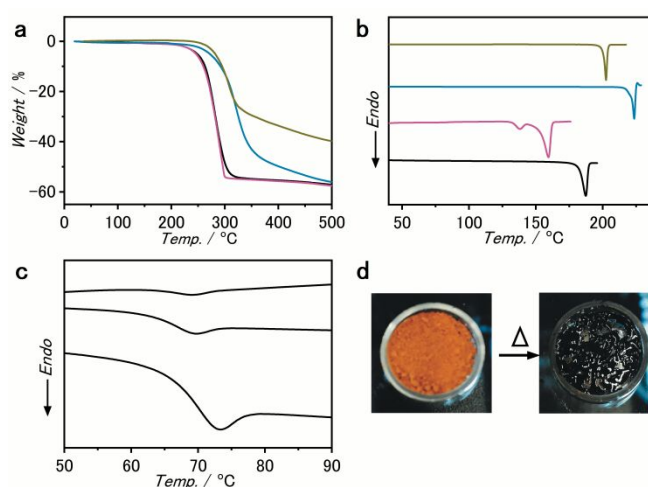 a
0
-20
-40
-60
Weight / %
0 100 200 300 400 500
Temp. / °C
b
Endo
50 100 150 200
Temp. / °C
c
Endo
50 60 70 80 90
Temp. / °C
d
Δ